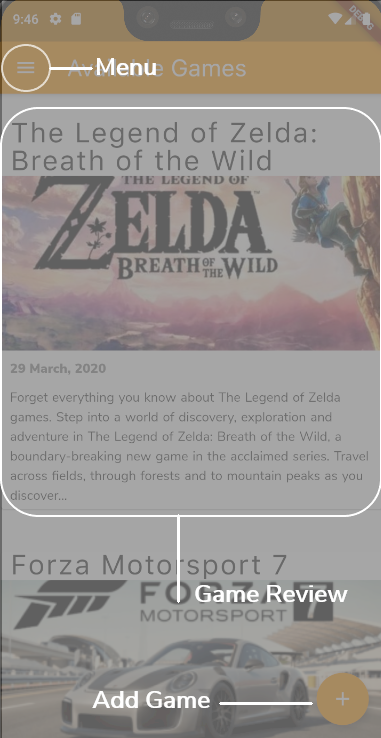 9:46
DEBUG
Available Games
Menu
The Legend of Zelda:
Breath of the Wild
THE LEGEND OF
ZELDA
BREATH OF THE WILD
29 March, 2020
Forget everything you know about The Legend of Zelda
games. Step into a world of discovery, exploration and
adventure in The Legend of Zelda: Breath of the Wild, a
boundary-breaking new game in the acclaimed series. Travel
across fields, through forests and to mountain peaks as you
discover...
Forza Motorsport 7
FORZA
MOTORSPORT 7
Game Review
Add Game
+